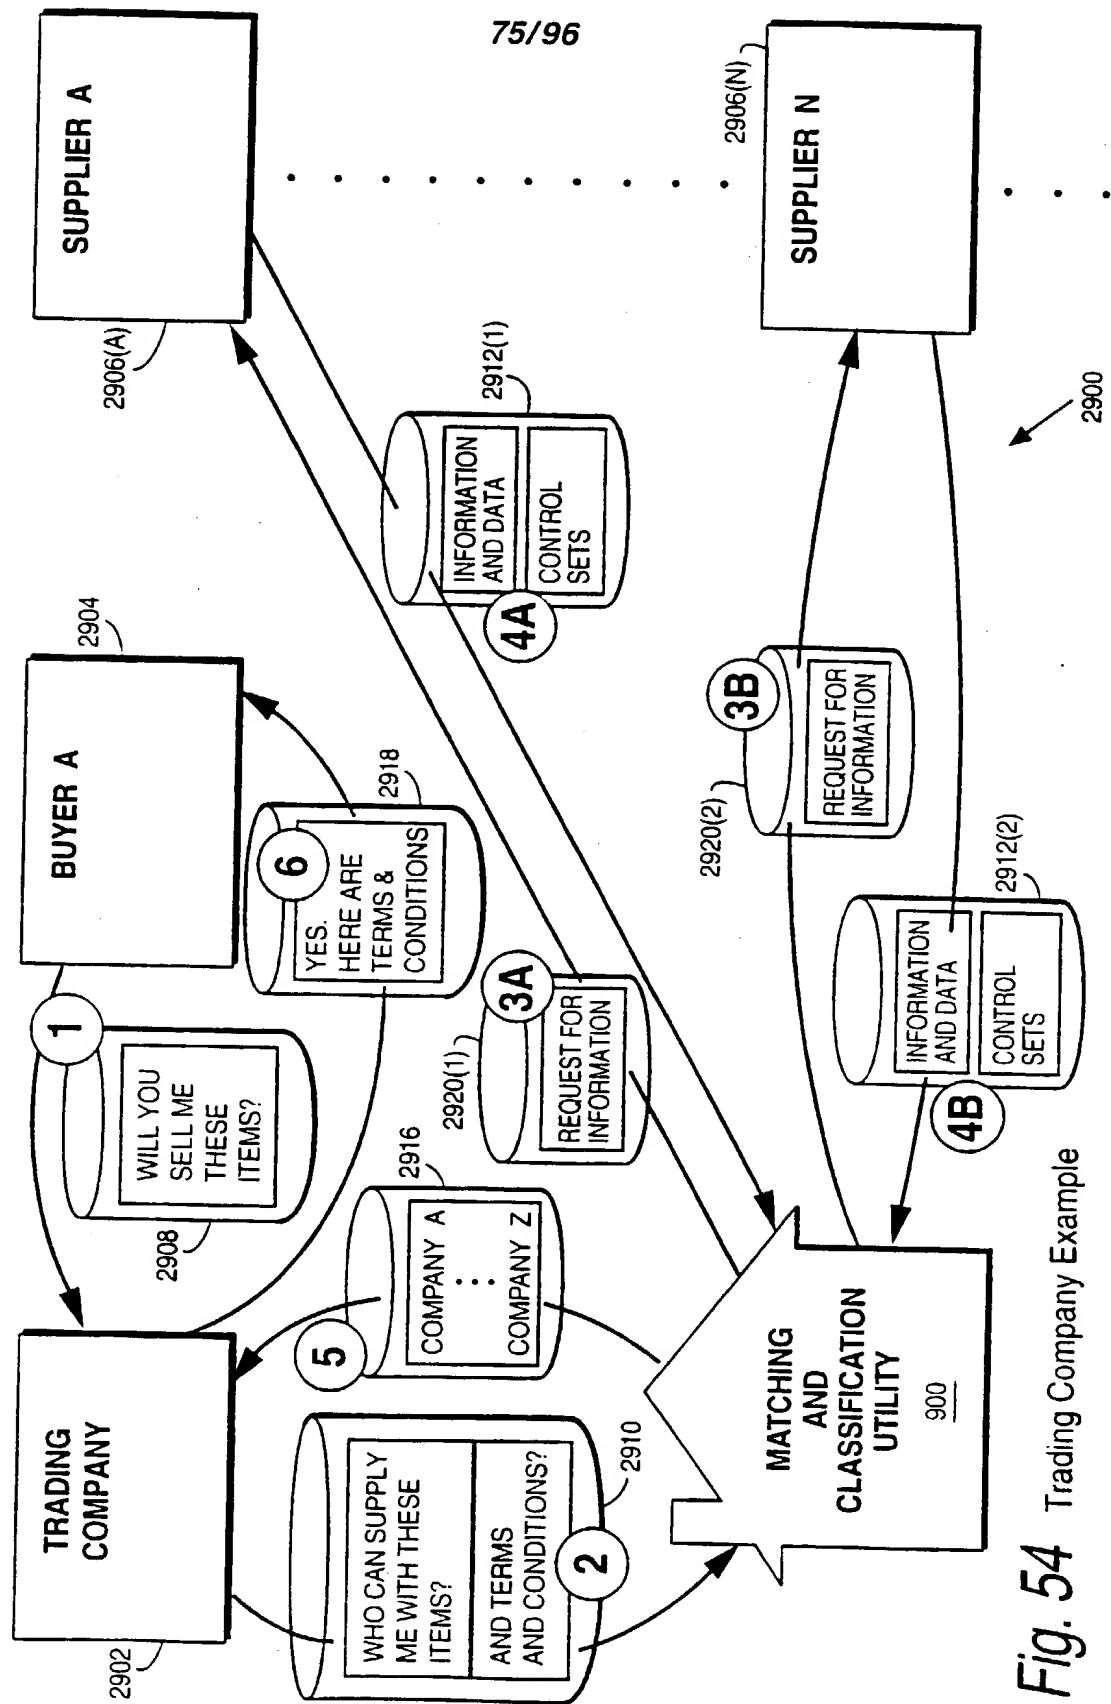 75/96
TRADING
COMPANY
2902
BUYER A
2904
SUPPLIER A
2906(A)
1
WILL YOU
SELL ME
THESE
ITEMS?
2908
6
YES.
HERE ARE
TERMS &
CONDITIONS
2918
5
COMPANY A
⋮
COMPANY Z
2916
WHO CAN SUPPLY
ME WITH THESE
ITEMS?
AND TERMS
AND CONDITIONS?
2
2910
3A
REQUEST FOR
INFORMATION
2920(1)
4A
INFORMATION
AND DATA
CONTROL
SETS
2912(1)
MATCHING
AND
CLASSIFICATION
UTILITY
900
3B
REQUEST FOR
INFORMATION
2920(2)
4B
INFORMATION
AND DATA
CONTROL
SETS
2912(2)
SUPPLIER N
2906(N)
2900
Fig. 54 Trading Company Example